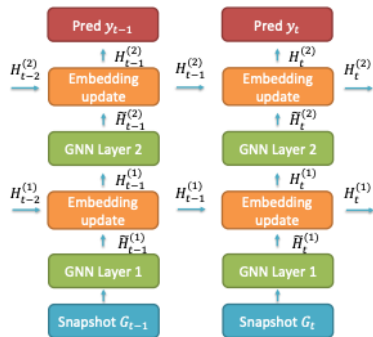 Pred y_{t-1}
Pred y_t
H_{t-1}^{(2)}
H_t^{(2)}
H_{t-2}^{(2)}
Embedding
update
H_{t-1}^{(2)}
Embedding
update
H_t^{(2)}
H̃_{t-1}^{(2)}
H̃_t^{(2)}
GNN Layer 2
GNN Layer 2
H_{t-1}^{(1)}
H_t^{(1)}
H_{t-2}^{(1)}
Embedding
update
H_{t-1}^{(1)}
Embedding
update
H_t^{(1)}
H̃_{t-1}^{(1)}
H̃_t^{(1)}
GNN Layer 1
GNN Layer 1
Snapshot G_{t-1}
Snapshot G_t